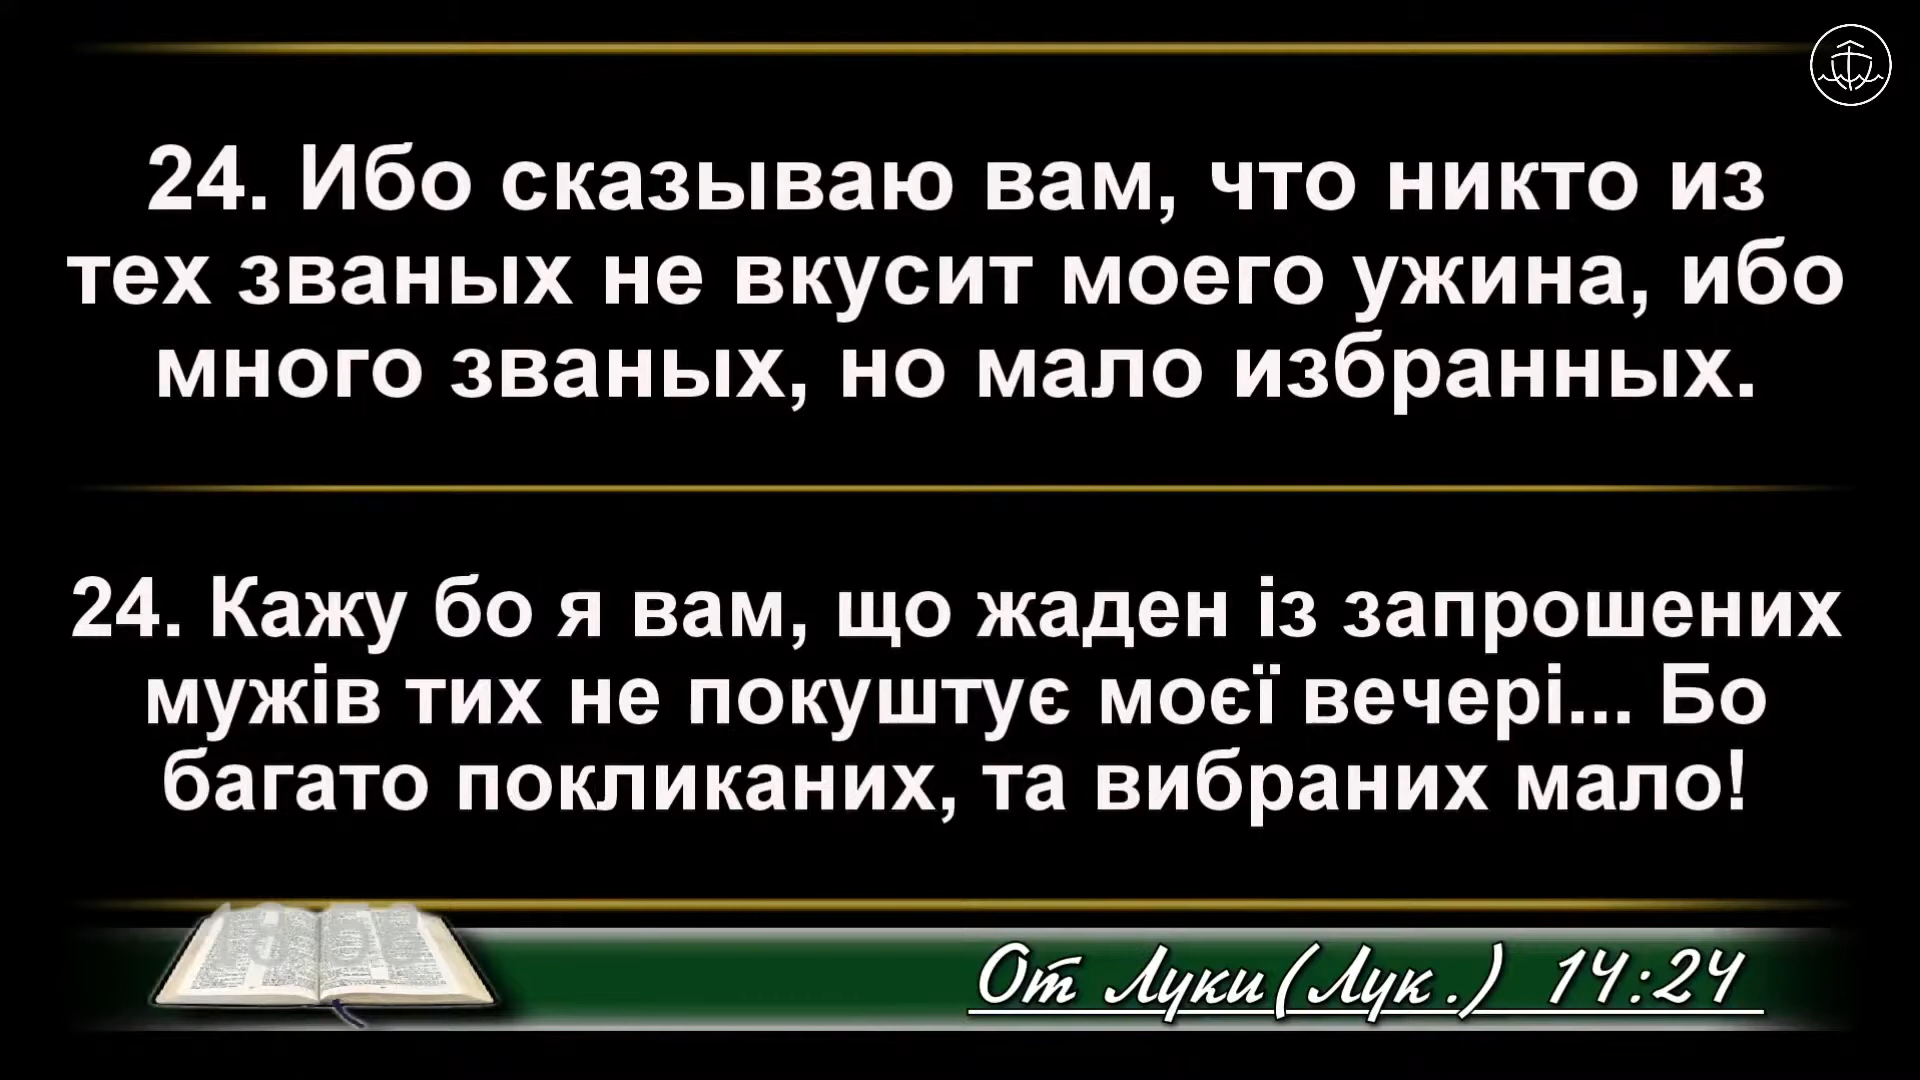 24. Ибо сказываю вам, что никто из
тех званых не вкусит моего ужина, ибо
много званых, но мало избранных.
24. Кажу бо я вам, що жаден із запрошених
мужів тих не покуштує моєї вечері... Бо
багато покликаних, та вибраних мало!
От Луки(Лук.) 14:24